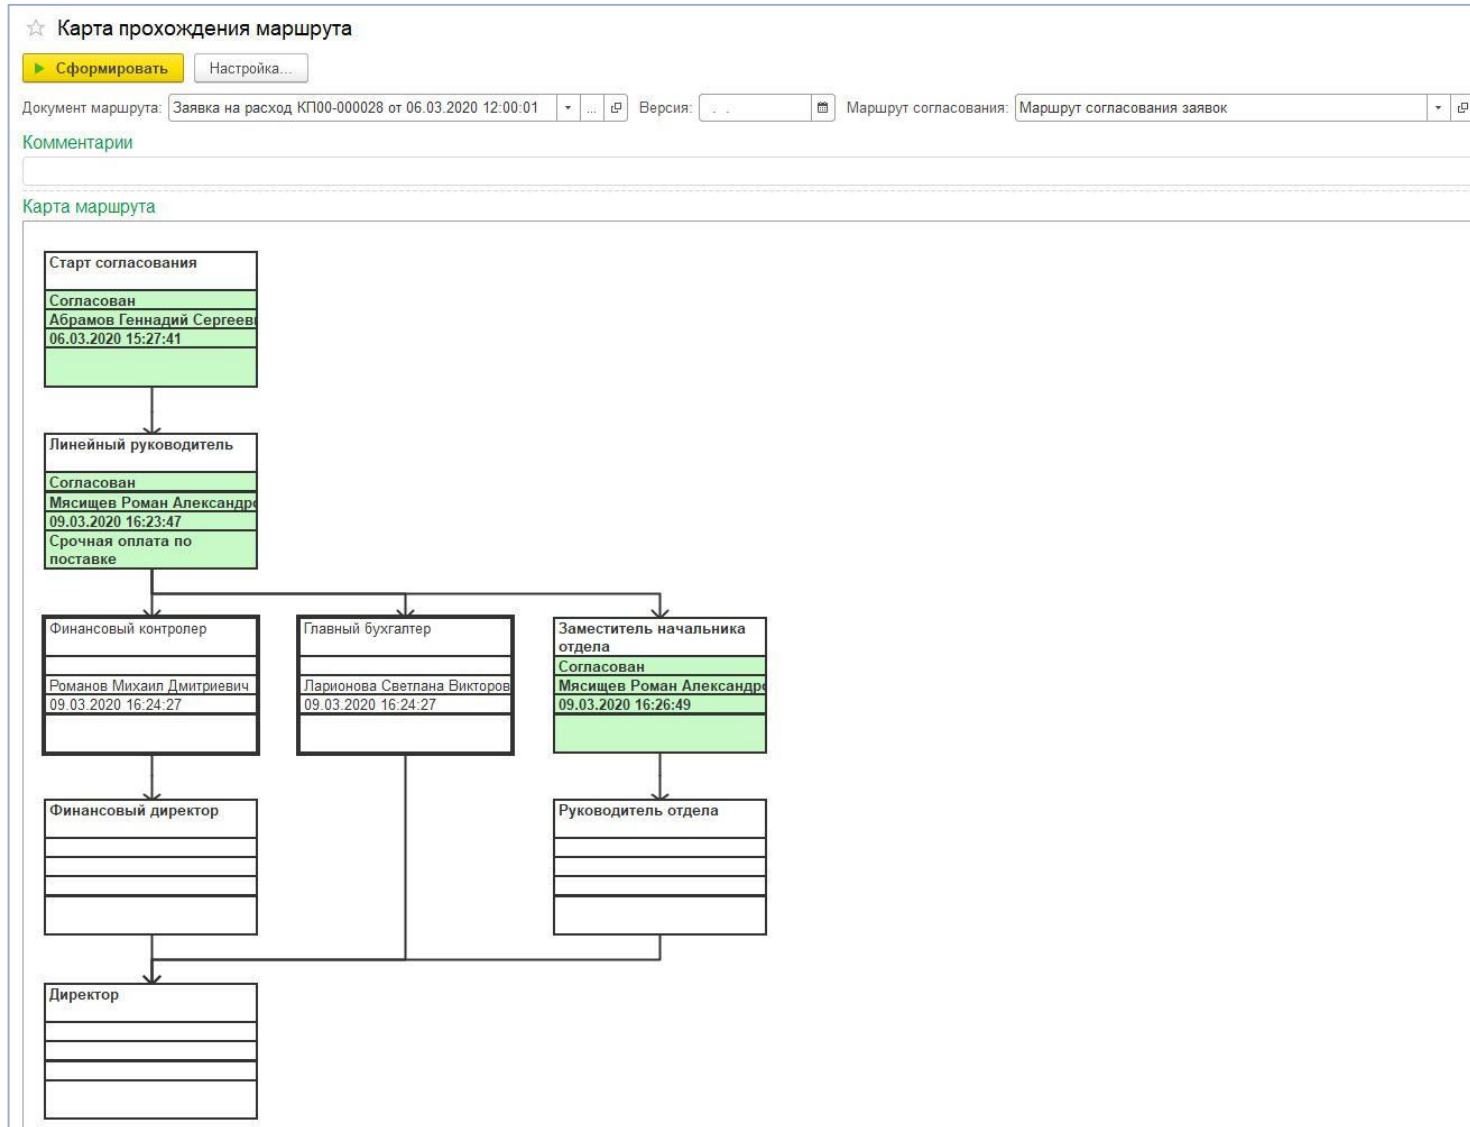 Карта прохождения маршрута
Сформировать Настройка...
Документ маршрута: Заявка на расход КП00-000028 от 06.03.2020 12:00:01 ... Версия: . . Маршрут согласования: Маршрут согласования заявок
Комментарии
Карта маршрута
Старт согласования
Согласован
Абрамов Геннадий Сергееви
06.03.2020 15:27:41
Линейный руководитель
Согласован
Мясищев Роман Александро
09.03.2020 16:23:47
Срочная оплата по
поставке
Финансовый контролер
Романов Михаил Дмитриевич
09.03.2020 16:24:27
Главный бухгалтер
Ларионова Светлана Викторов
09.03.2020 16:24:27
Заместитель начальника
отдела
Согласован
Мясищев Роман Александро
09.03.2020 16:26:49
Финансовый директор
Руководитель отдела
Директор